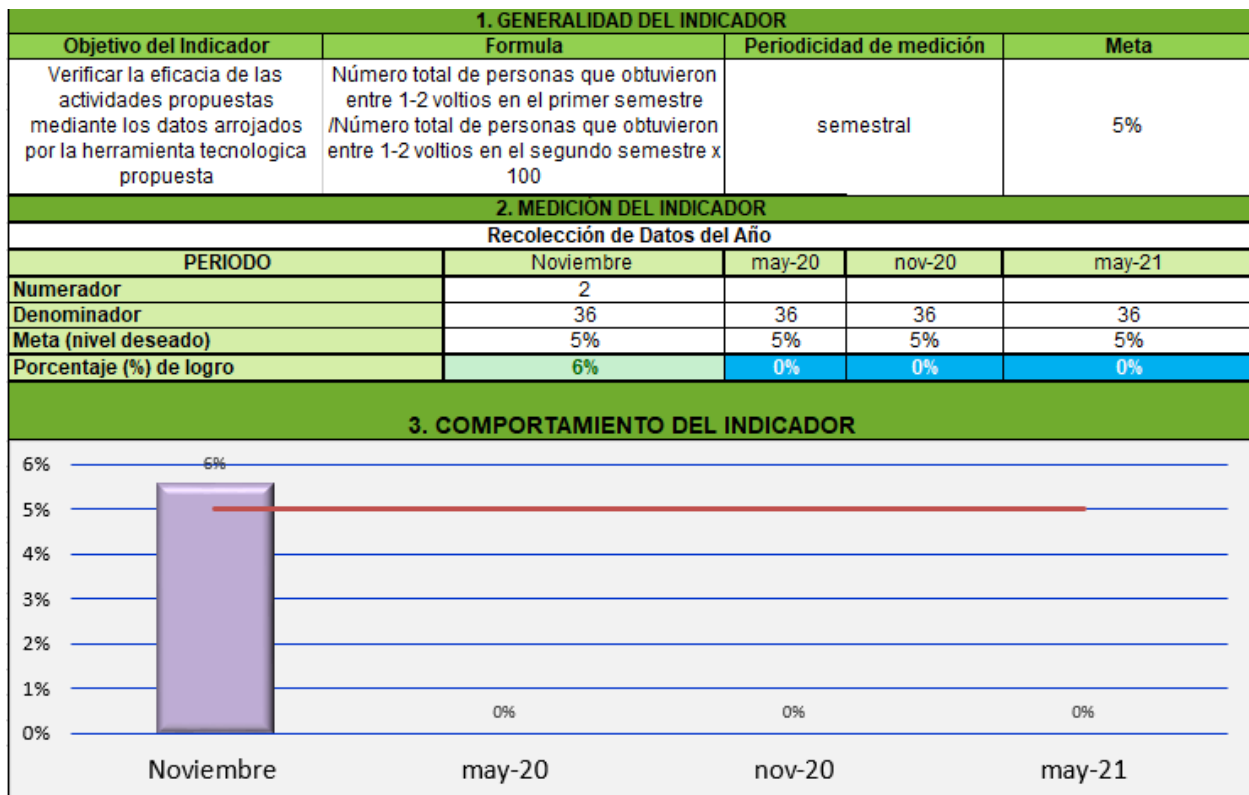 1. GENERALIDAD DEL INDICADOR
Objetivo del Indicador Formula Periodicidad de medición Meta
Verificar la eficacia de las
actividades propuestas
mediante los datos arrojados
por la herramienta tecnologica
propuesta
Número total de personas que obtuvieron
entre 1-2 voltios en el primer semestre
/Número total de personas que obtuvieron
entre 1-2 voltios en el segundo semestre x
100
semestral
5%
2. MEDICIÓN DEL INDICADOR
Recolección de Datos del Año
PERIODO Noviembre may-20 nov-20 may-21
Numerador 2
Denominador 36 36 36 36
Meta (nivel deseado) 5% 5% 5% 5%
Porcentaje (%) de logro 6% 0% 0% 0%
3. COMPORTAMIENTO DEL INDICADOR
6% 6%
5%
4%
3%
2%
1%
0% 0% 0%
0%
Noviembre may-20 nov-20 may-21